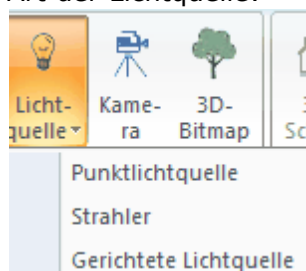 Art der Lichtquelle.
Licht- Kame- 3D-
quelle ra Bitmap
Punktlichtquelle
Strahler
Gerichtete Lichtquelle